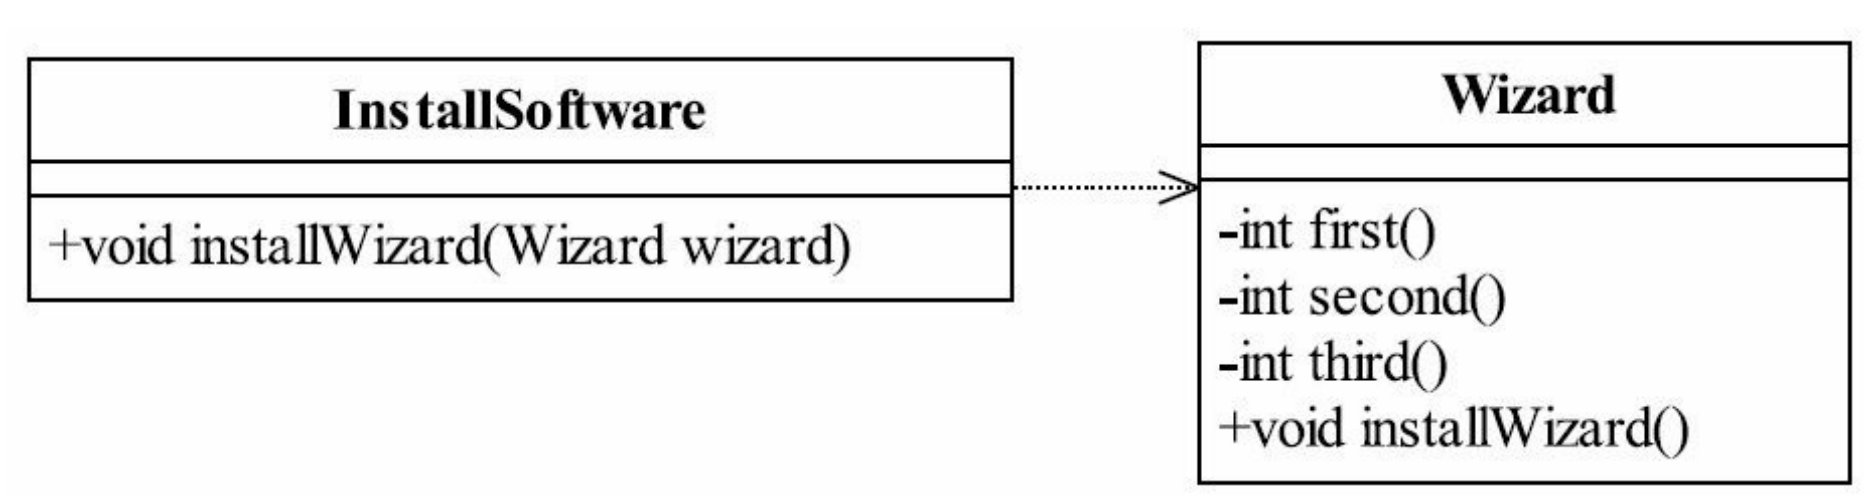 InstallSoftware
+void installWizard(Wizard wizard)
Wizard
-int first()
-int second()
-int third()
+void installWizard()